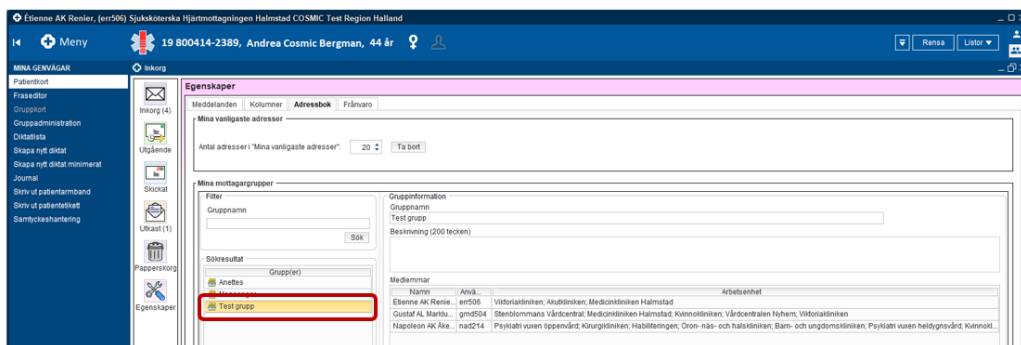 Étienne AK Renier, (err506) Sjuksköterska Hjärtmottagningen Halmstad COSMIC Test Region Halland
Meny
19 800414-2389, Andrea Cosmic Bergman, 44 år
Rensa
Listor
MINA GENVÄGAR
Patientkort
Fraseditor
Gruppkort
Gruppadministration
Diktatlista
Skapa nytt diktat
Skapa nytt diktat minimerat
Journal
Skriv ut patientarmband
Skriv ut patientetikett
Samtyckeshantering
Inkorg
Inkorg (4)
Utgående
Skickat
Utkast (1)
Papperskorg
Egenskaper
Egenskaper
Meddelanden Kolumner Adressbok Frånvaro
Mina vanligaste adresser
Antal adresser i "Mina vanligaste adresser": 20 Ta bort
Mina mottagargrupper
Filter
Gruppnamn
Sök
Sökresultat
Grupp(er)
Anettes
Test grupp
Gruppinformation
Gruppnamn
Test grupp
Beskrivning (200 tecken)
Medlemmar
Namn Anvä... Arbetsenhet
Etienne AK Renie... err506 Viktoriakliniken; Akutkliniken; Medicinkliniken Halmstad
Gustaf AL Marklu... gmd504 Stenblommans Vårdcentral; Medicinkliniken Halmstad; Kvinnokliniken; Vårdcentralen Nyhem; Viktoriakliniken
Napoleon AK Åke... nad214 Psykiatri vuxen öppenvård; Kirurgkliniken; Habiliteringen; Öron- näs- och halskliniken; Barn- och ungdomskliniken; Psykiatri vuxen heldygnsvård; Kvinnokl...